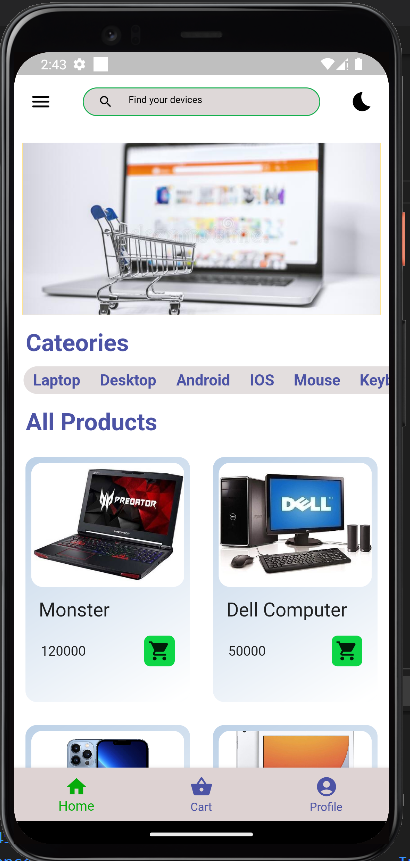 2:43
Find your devices
Cateories
Laptop Desktop Android IOS Mouse Keyb
All Products
PREDATOR
DELL
Monster
Dell Computer
120000
50000
Home
Cart
Profile